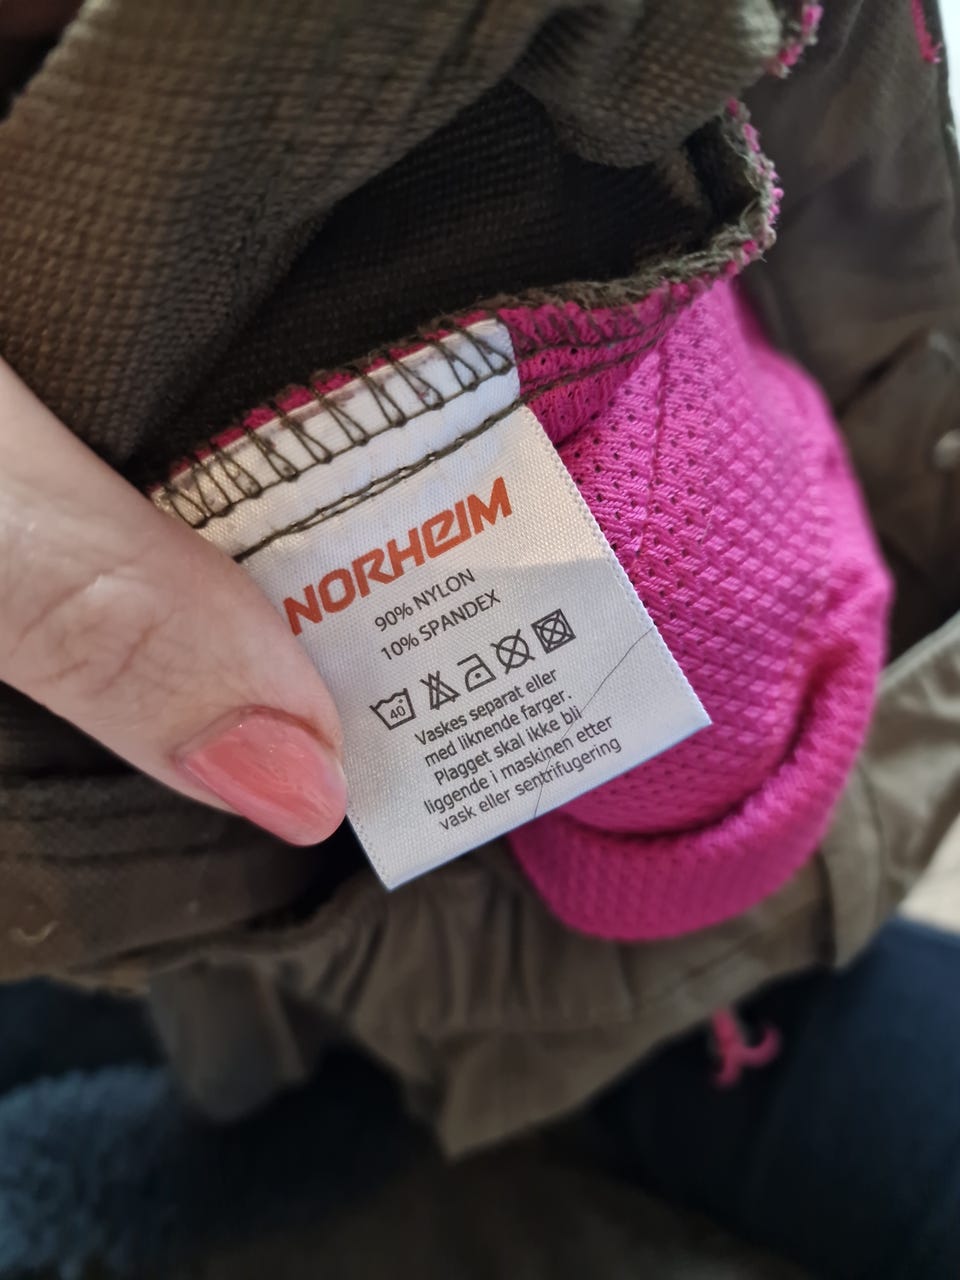 NORHEIM
90% NYLON
10% SPANDEX
40
Vaskes separat eller
med liknende farger.
Plagget skal ikke bli
liggende i maskinen etter
vask eller sentrifugering